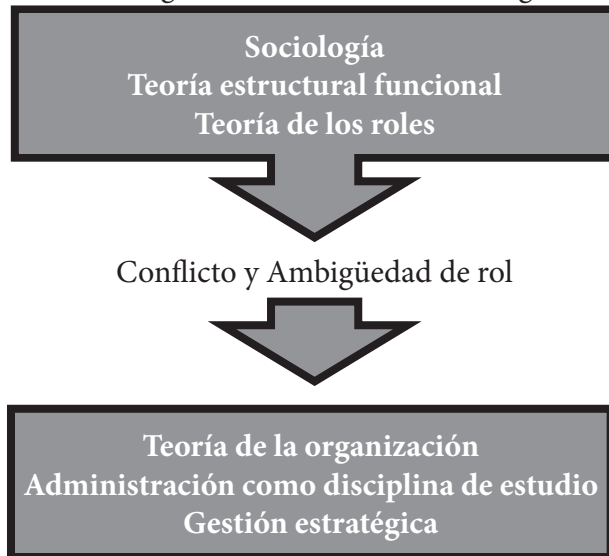 Sociología
Teoría estructural funcional
Teoría de los roles
Conflicto y Ambigüedad de rol
Teoría de la organización
Administración como disciplina de estudio
Gestión estratégica